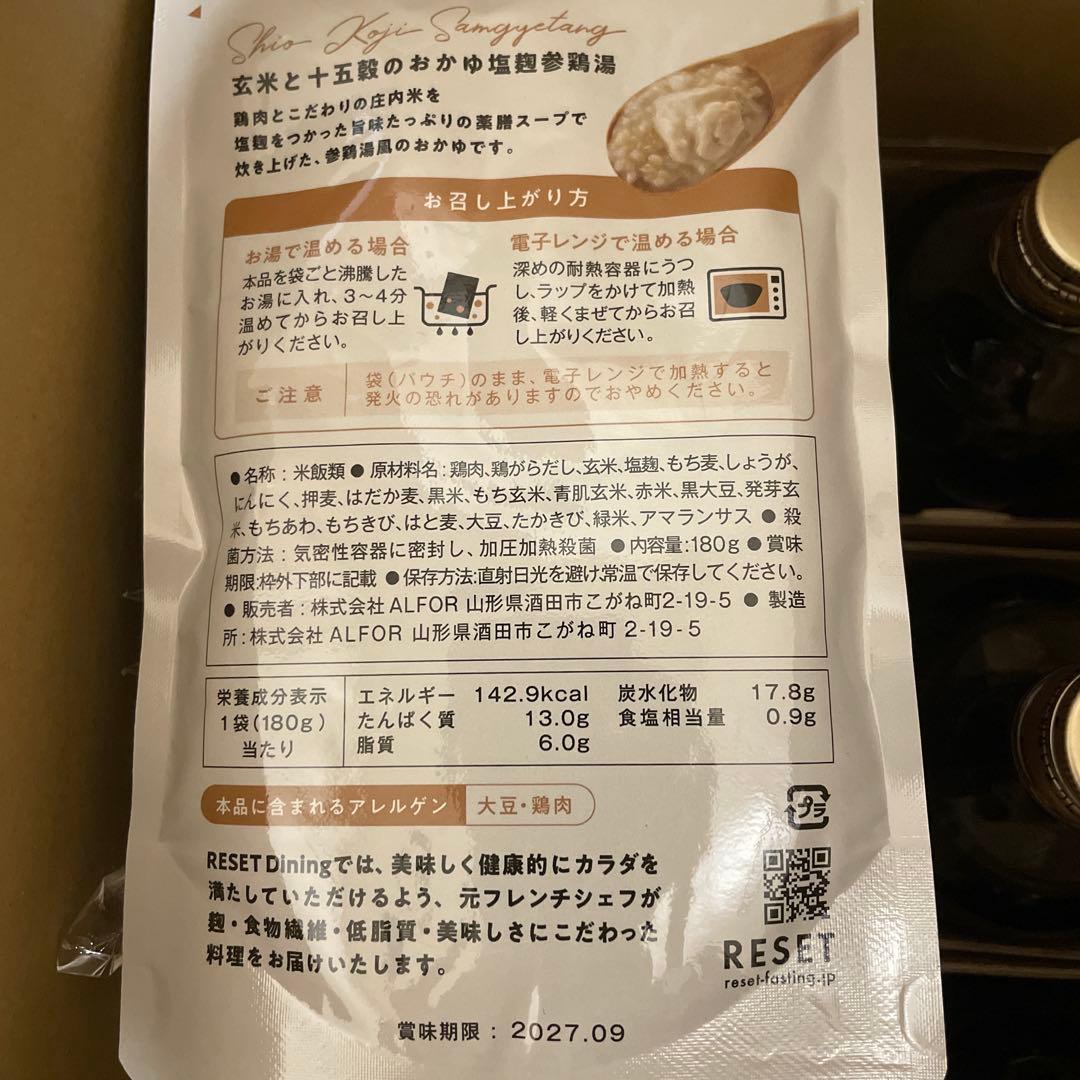 Shio Koji Samgyetang
玄米と十五穀のおかゆ塩麹参鶏湯
鶏肉とこだわりの庄内米を
塩麹をつかった旨味たっぷりの薬膳スープで
炊き上げた、参鶏湯風のおかゆです。
お召し上がり方
お湯で温める場合
本品を袋ごと沸騰した
お湯に入れ、3〜4分
温めてからお召し上
がりください。
電子レンジで温める場合
深めの耐熱容器にうつ
し、ラップをかけて加熱
後、軽くまぜてからお召
し上がりください。
ご注意
袋(パウチ)のまま、電子レンジで加熱すると
発火の恐れがありますのでおやめください。
●名称：米飯類 ● 原材料名：鶏肉、鶏がらだし、玄米、塩麹、もち麦、しょうが、
にんにく、押麦、はだか麦、黒米、もち玄米、青肌玄米、赤米、黒大豆、発芽玄
米、もちあわ、もちきび、はと麦、大豆、たかきび、緑米、アマランサス ● 殺
菌方法：気密性容器に密封し、加圧加熱殺菌 ●内容量:180g ●賞味
期限:枠外下部に記載 ●保存方法:直射日光を避け常温で保存してください。
● 販売者：株式会社ALFOR 山形県酒田市こがね町2-19-5 ● 製造
所：株式会社 ALFOR 山形県酒田市こがね町 2-19-5
栄養成分表示
1袋(180g)
当たり
エネルギー 142.9kcal 炭水化物 17.8g
たんぱく質 13.0g 食塩相当量 0.9g
脂質 6.0g
本品に含まれるアレルゲン 大豆・鶏肉
プラ
RESET Diningでは、美味しく健康的にカラダを
満たしていただけるよう、元フレンチシェフが
麹・食物繊維・低脂質・美味しさにこだわった
料理をお届けいたします。
RESET
reset-fasting.jp
賞味期限：2027.09